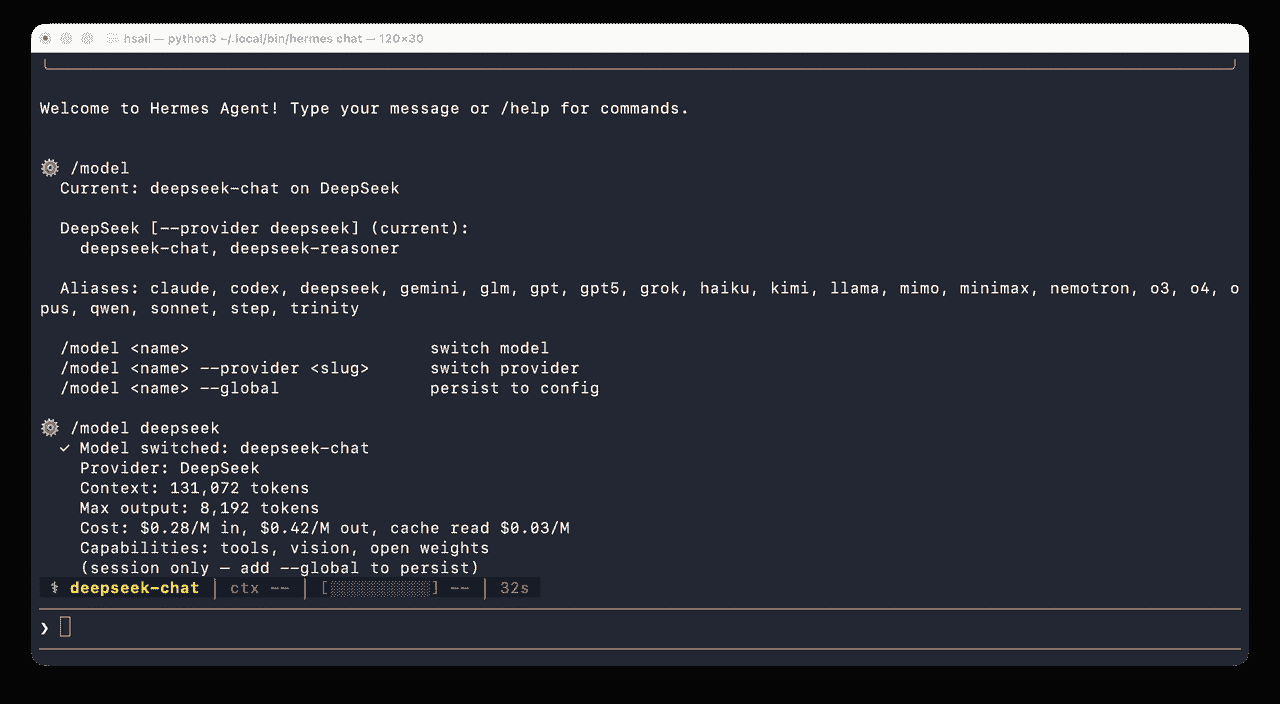 hsail — python3 ~/.local/bin/hermes chat — 120×30
Welcome to Hermes Agent! Type your message or /help for commands.
⚙ /model
Current: deepseek-chat on DeepSeek
DeepSeek [--provider deepseek] (current):
deepseek-chat, deepseek-reasoner
Aliases: claude, codex, deepseek, gemini, glm, gpt, gpt5, grok, haiku, kimi, llama, mimo, minimax, nemotron, o3, o4, o
pus, qwen, sonnet, step, trinity
/model <name> switch model
/model <name> --provider <slug> switch provider
/model <name> --global persist to config
⚙ /model deepseek
✓ Model switched: deepseek-chat
Provider: DeepSeek
Context: 131,072 tokens
Max output: 8,192 tokens
Cost: $0.28/M in, $0.42/M out, cache read $0.03/M
Capabilities: tools, vision, open weights
(session only — add --global to persist)
⚕ deepseek-chat │ ctx -- │ [░░░░░░░░░░] -- │ 32s
❯